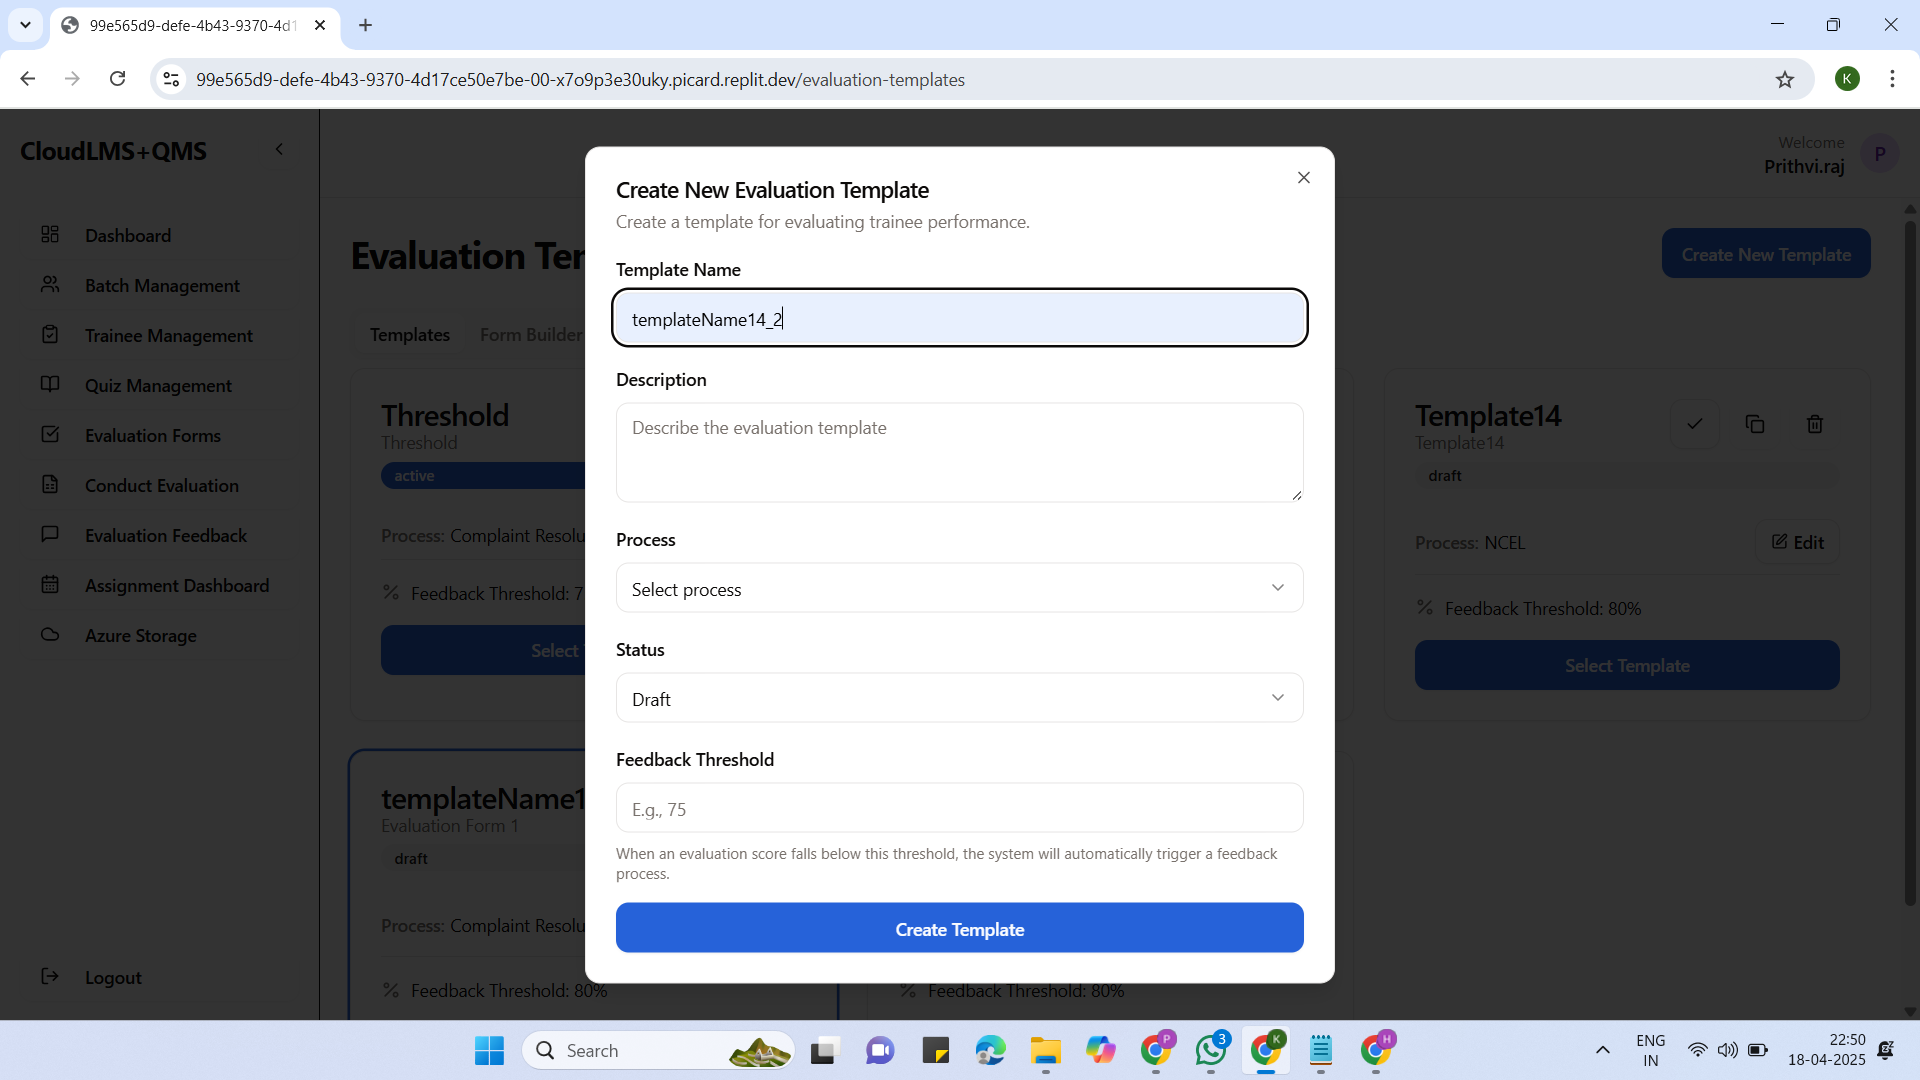 99e565d9-defe-4b43-9370-4d1
99e565d9-defe-4b43-9370-4d17ce50e7be-00-x7o9p3e30uky.picard.replit.dev/evaluation-templates
K
CloudLMS+QMS
Welcome
Prithvi.raj
P
Dashboard
Batch Management
Trainee Management
Quiz Management
Evaluation Forms
Conduct Evaluation
Evaluation Feedback
Assignment Dashboard
Azure Storage
Logout
Evaluation Te
Create New Template
Templates
Form Builder
Threshold
Threshold
active
Process: Complaint Resolu
% Feedback Threshold: 7
Select
Template14
Template14
draft
Process: NCEL
Edit
% Feedback Threshold: 80%
Select Template
templateName1
Evaluation Form 1
draft
Process: Complaint Resolu
% Feedback Threshold: 80%
% Feedback Threshold: 80%
Create New Evaluation Template
Create a template for evaluating trainee performance.
Template Name
templateName14_2
Description
Describe the evaluation template
Process
Select process
Status
Draft
Feedback Threshold
E.g., 75
When an evaluation score falls below this threshold, the system will automatically trigger a feedback
process.
Create Template
Search
P
3
K
H
ENG
IN
22:50
18-04-2025